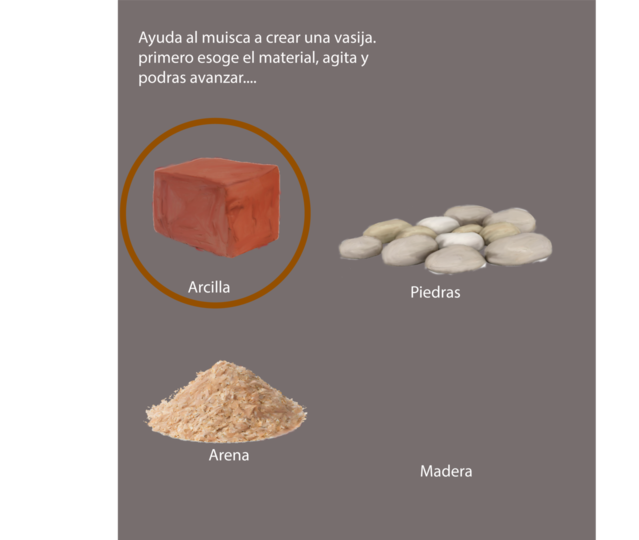 Ayuda al muisca a crear una vasija.
primero esoge el material, agita y
podras avanzar....
Arcilla
Piedras
Arena
Madera